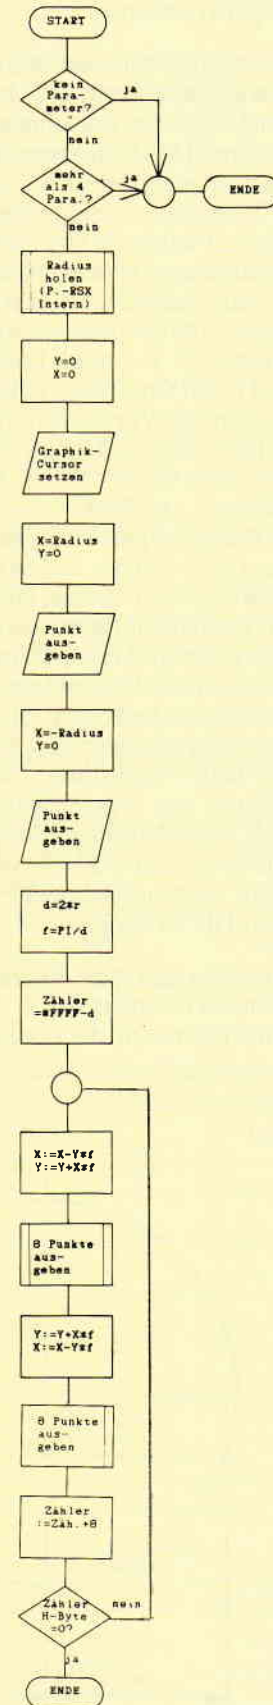 START
kein
Para-
meter?
ja
nein
mehr
als 4
Para.?
ja
ENDE
nein
Radius
holen
(P.-RSX
Intern)
Y=0
X=0
Graphik-
Cursor
setzen
X=Radius
Y=0
Punkt
aus-
geben
X=-Radius
Y=0
Punkt
aus-
geben
d=2*r
f=PI/d
Zähler
=#FFFF-d
X:=X-Y*f
Y:=Y+X*f
8 Punkte
aus-
geben
Y:=Y+X*f
X:=X-Y*f
8 Punkte
aus-
geben
Zähler
:=Zäh.+8
Zähler
H-Byte
=0?
nein
ja
ENDE